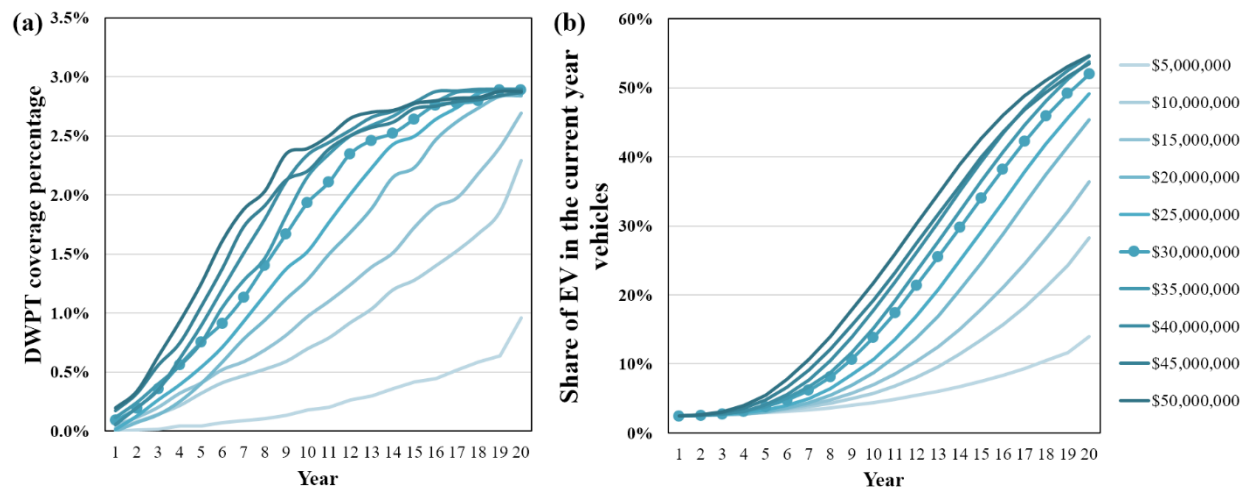 (a)
DWPT coverage percentage
3.5%
3.0%
2.5%
2.0%
1.5%
1.0%
0.5%
0.0%
1 2 3 4 5 6 7 8 9 10 11 12 13 14 15 16 17 18 19 20
Year
(b)
Share of EV in the current year
vehicles
60%
50%
40%
30%
20%
10%
0%
1 2 3 4 5 6 7 8 9 10 11 12 13 14 15 16 17 18 19 20
Year
$5,000,000
$10,000,000
$15,000,000
$20,000,000
$25,000,000
$30,000,000
$35,000,000
$40,000,000
$45,000,000
$50,000,000